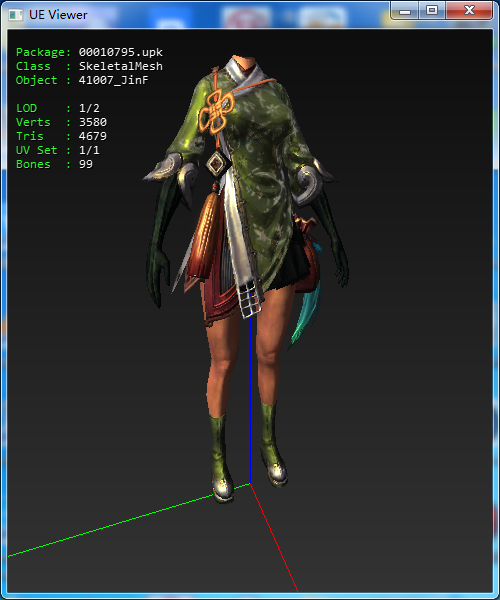 UE Viewer
Package: 00010795.upk
Class : SkeletalMesh
Object : 41007_JinF
LOD : 1/2
Verts : 3580
Tris : 4679
UV Set : 1/1
Bones : 99